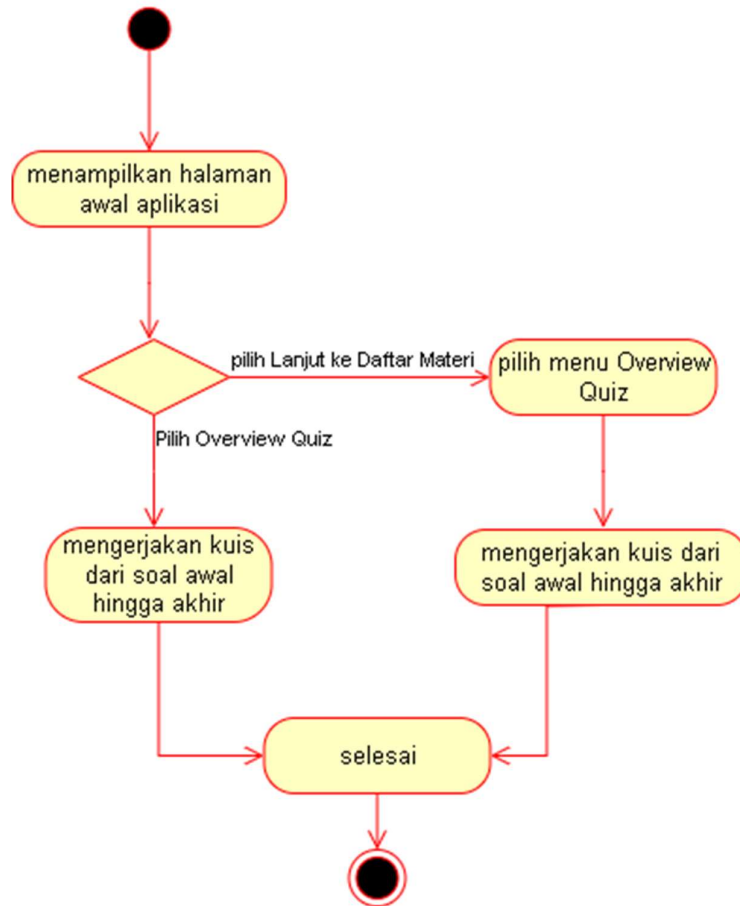 menampilkan halaman
awal aplikasi
pilih Lanjut ke Daftar Materi
pilih menu Overview
Quiz
Pilih Overview Quiz
mengerjakan kuis
dari soal awal
hingga akhir
mengerjakan kuis dari
soal awal hingga akhir
selesai